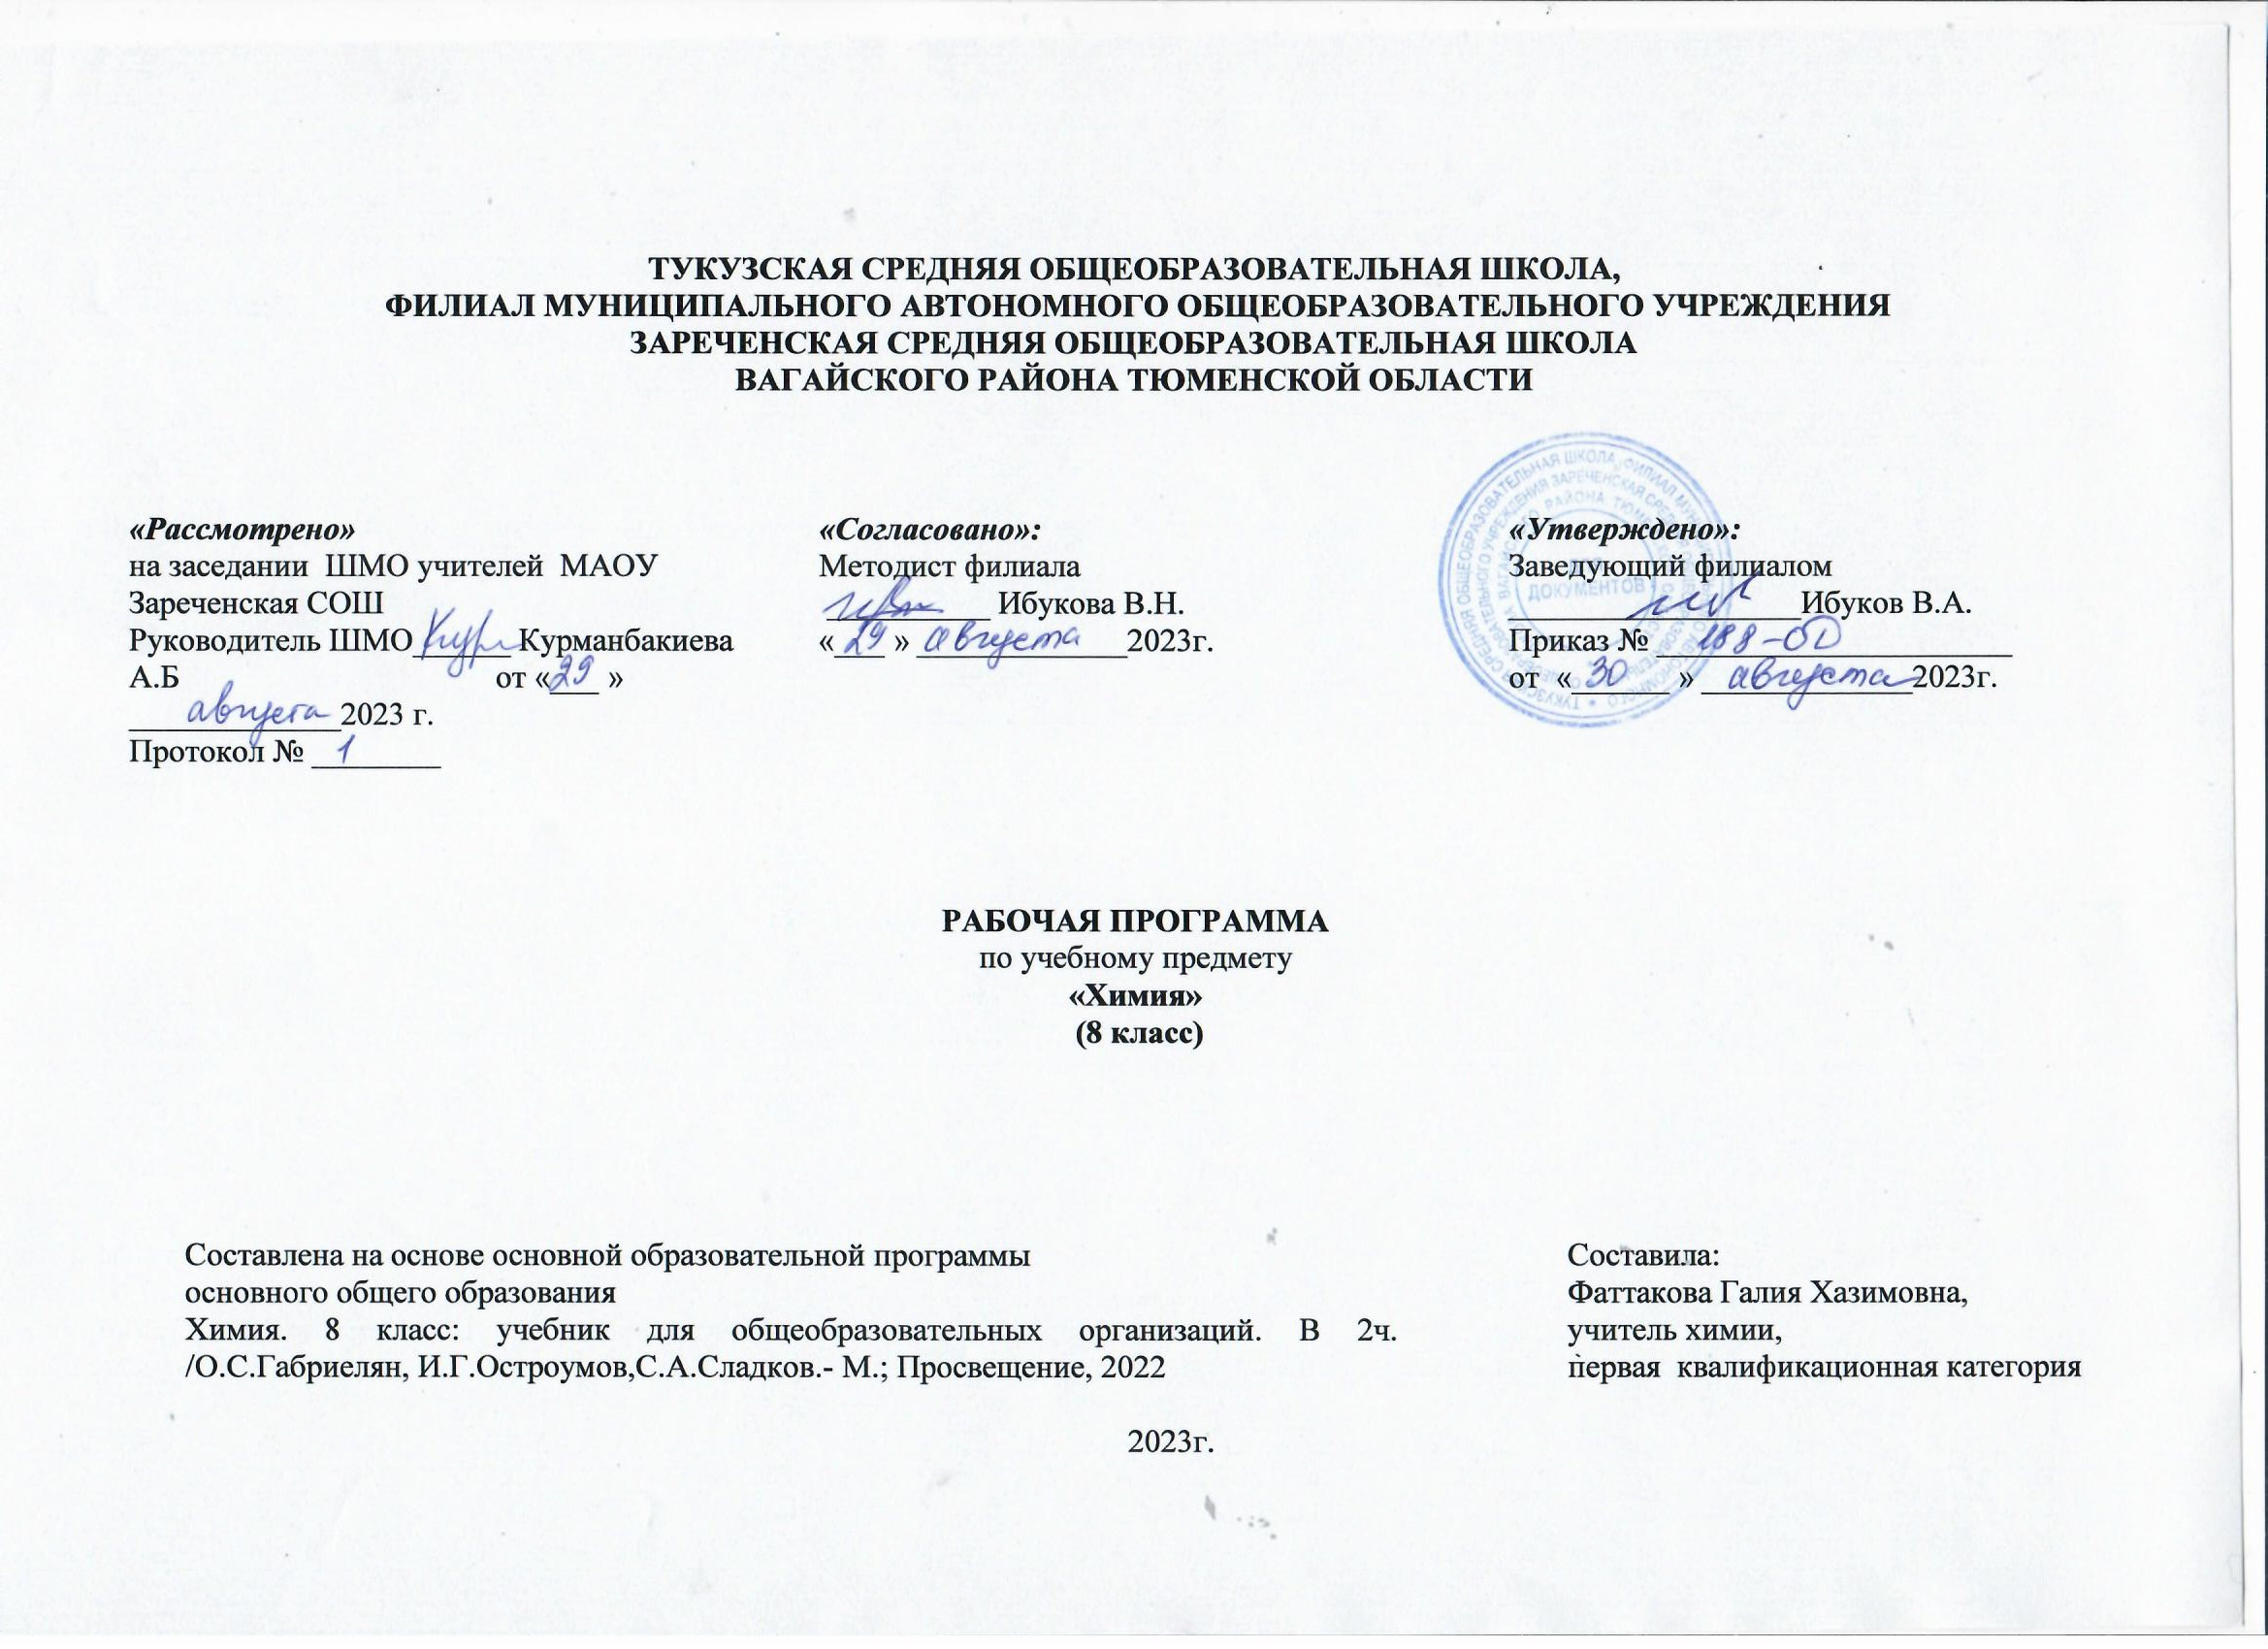 ТУКУЗСКАЯ СРЕДНЯЯ ОБЩЕОБРАЗОВАТЕЛЬНАЯ ШКОЛА,
ФИЛИАЛ МУНИЦИПАЛЬНОГО АВТОНОМНОГО ОБЩЕОБРАЗОВАТЕЛЬНОГО УЧРЕЖДЕНИЯ
ЗАРЕЧЕНСКАЯ СРЕДНЯЯ ОБЩЕОБРАЗОВАТЕЛЬНАЯ ШКОЛА
ВАГАЙСКОГО РАЙОНА ТЮМЕНСКОЙ ОБЛАСТИ
«Рассмотрено»
на заседании ШМО учителей МАОУ
Зареченская СОШ
Руководитель ШМО Курманбакиева
А.Б от «29»
августа 2023 г.
Протокол № 1
«Согласовано»:
Методист филиала
Ибукова В.Н.
«29» августа 2023г.
«Утверждено»:
Заведующий филиалом
Ибуков В.А.
Приказ № 188-ОД
от «30» августа 2023г.
ДОКУМЕНТОВ
РАБОЧАЯ ПРОГРАММА
по учебному предмету
«Химия»
(8 класс)
Составлена на основе основной образовательной программы
основного общего образования
Химия. 8 класс: учебник для общеобразовательных организаций. В 2ч.
/О.С.Габриелян, И.Г.Остроумов,С.А.Сладков.- М.; Просвещение, 2022
Составила:
Фаттакова Галия Хазимовна,
учитель химии,
первая квалификационная категория
2023г.